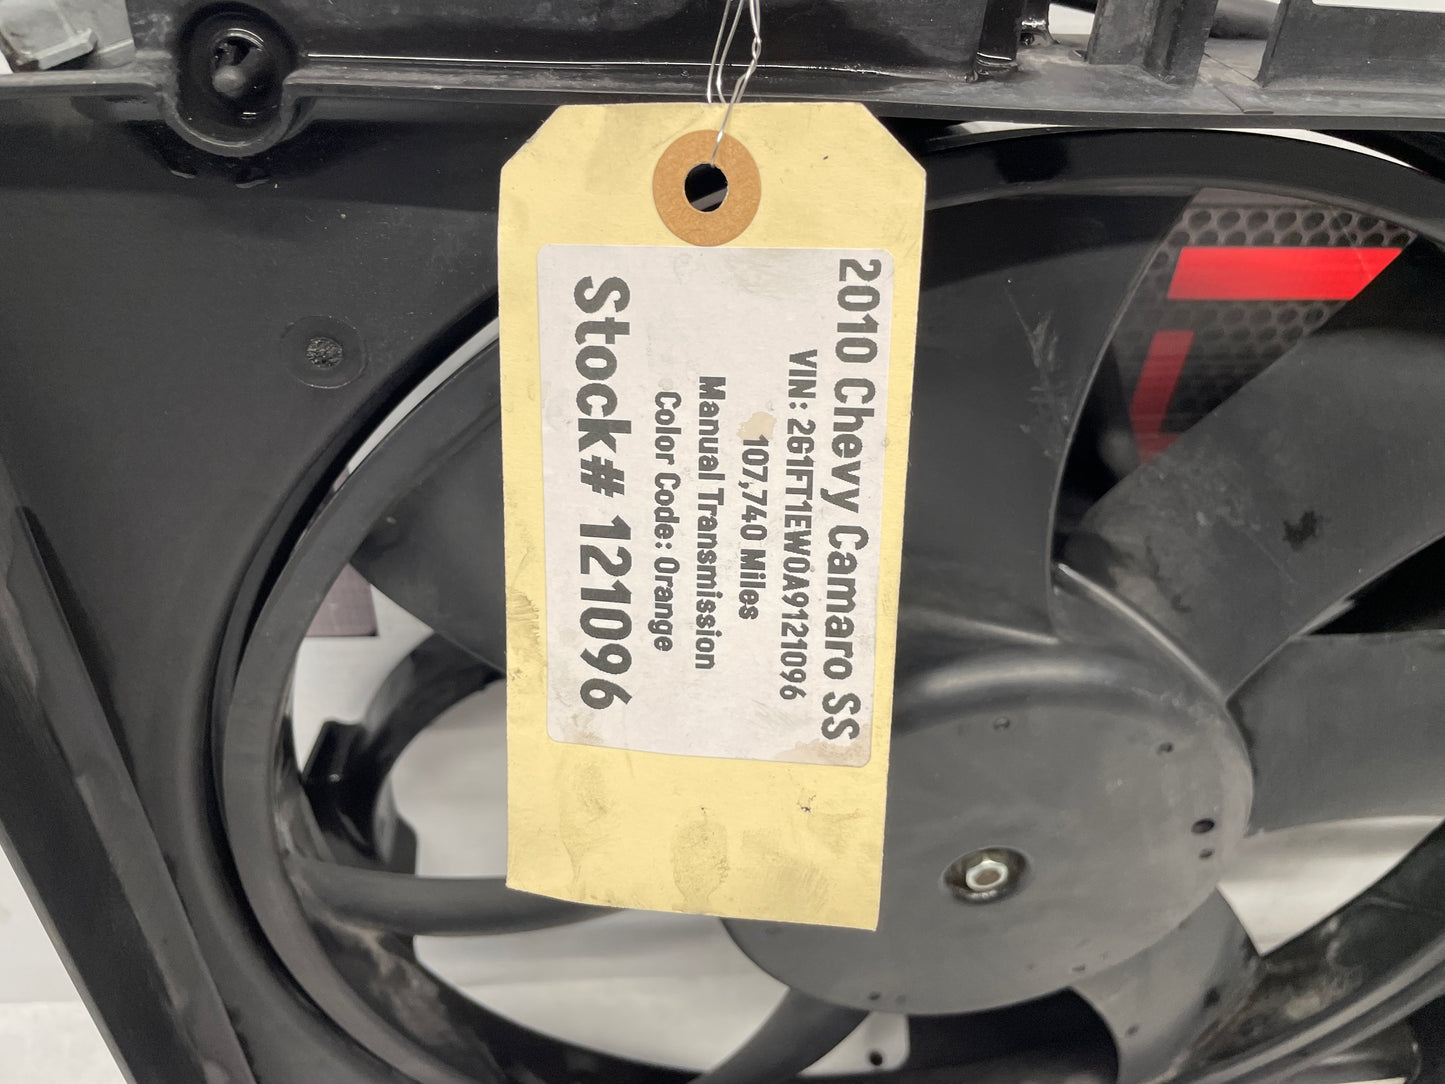 2010 Chevy Camaro SS
VIN: 2G1FT1EW0A9121096
107,740 Miles
Manual Transmission
Color Code: Orange
Stock# 121096